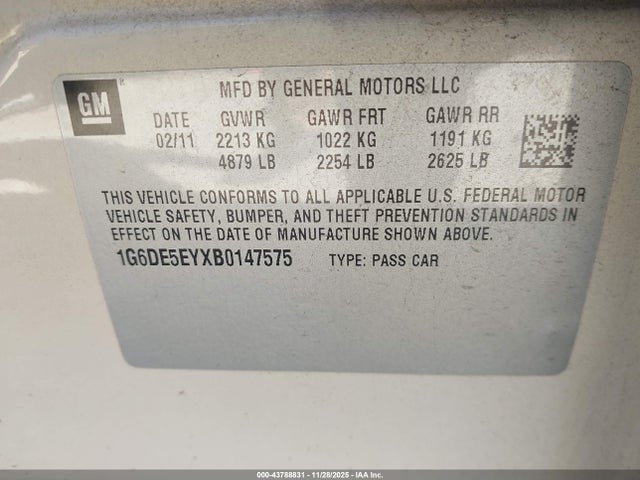 GM
MFD BY GENERAL MOTORS LLC
DATE GVWR GAWR FRT GAWR RR
02/11 2213 KG 1022 KG 1191 KG
4879 LB 2254 LB 2625 LB
THIS VEHICLE CONFORMS TO ALL APPLICABLE U.S. FEDERAL MOTOR
VEHICLE SAFETY, BUMPER, AND THEFT PREVENTION STANDARDS IN
EFFECT ON THE DATE OF MANUFACTURE SHOWN ABOVE.
1G6DE5EYXB0147575 TYPE: PASS CAR
000-43788831 - 11/28/2025 - IAA Inc.